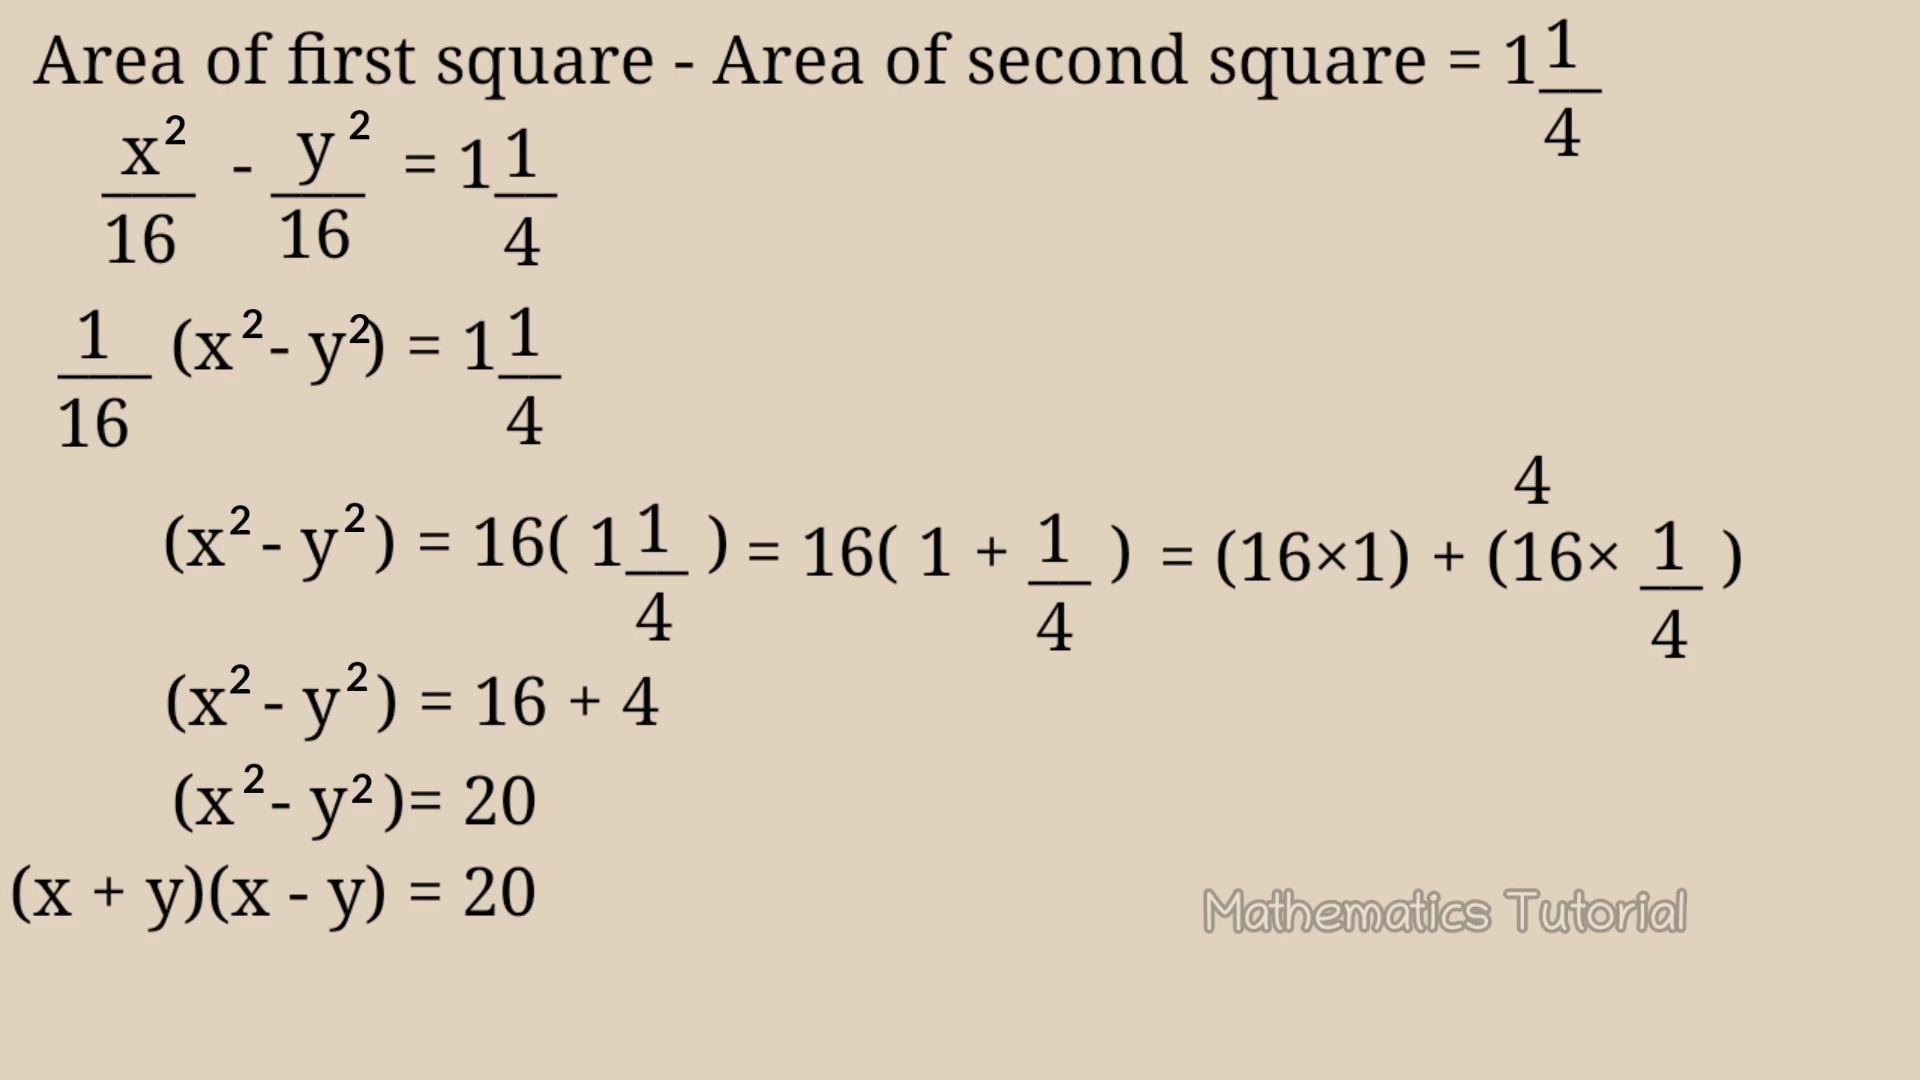 Area of first square - Area of second square = 1 1/4
x²/16 - y²/16 = 1 1/4
1/16 (x² - y²) = 1 1/4
4
(x² - y²) = 16( 1 1/4 ) = 16( 1 + 1/4 ) = (16×1) + (16× 1/4 )
(x² - y²) = 16 + 4
(x² - y²)= 20
(x + y)(x - y) = 20
Mathematics Tutorial